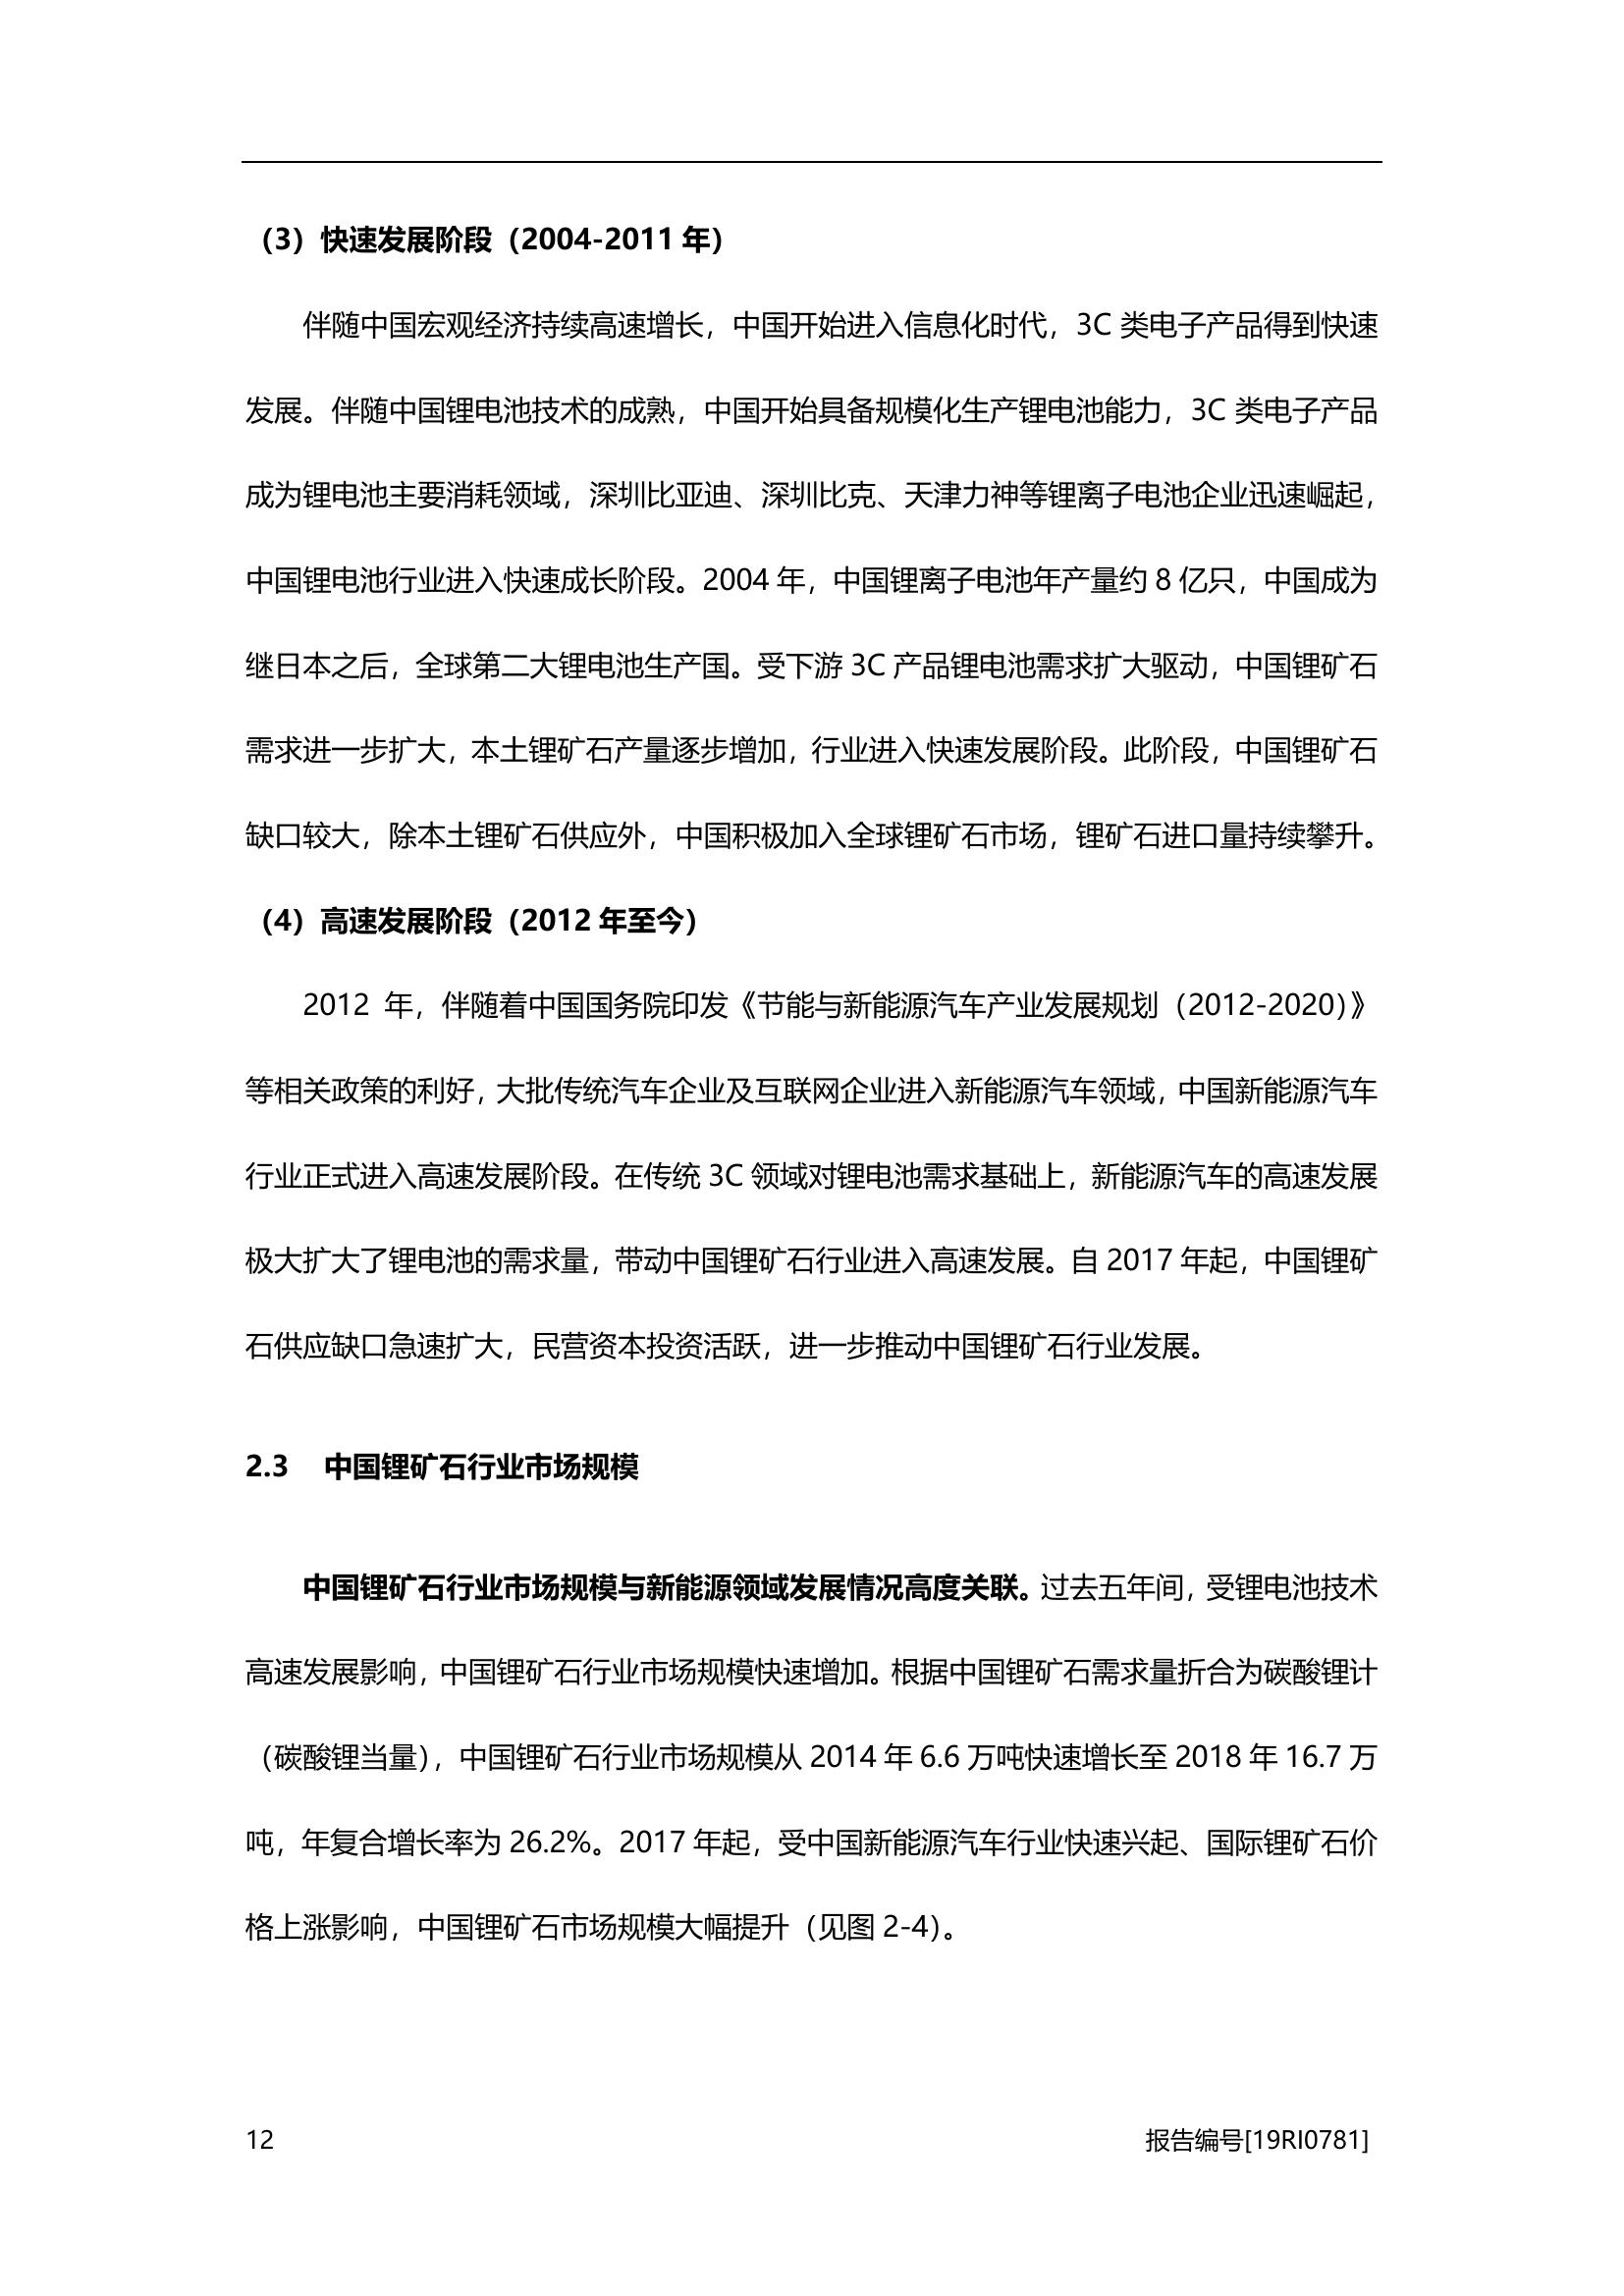 （3）快速发展阶段（2004-2011 年）
伴随中国宏观经济持续高速增长，中国开始进入信息化时代，3C 类电子产品得到快速
发展。伴随中国锂电池技术的成熟，中国开始具备规模化生产锂电池能力，3C 类电子产品
成为锂电池主要消耗领域，深圳比亚迪、深圳比克、天津力神等锂离子电池企业迅速崛起，
中国锂电池行业进入快速成长阶段。2004 年，中国锂离子电池年产量约 8 亿只，中国成为
继日本之后，全球第二大锂电池生产国。受下游 3C 产品锂电池需求扩大驱动，中国锂矿石
需求进一步扩大，本土锂矿石产量逐步增加，行业进入快速发展阶段。此阶段，中国锂矿石
缺口较大，除本土锂矿石供应外，中国积极加入全球锂矿石市场，锂矿石进口量持续攀升。
（4）高速发展阶段（2012 年至今）
2012 年，伴随着中国国务院印发《节能与新能源汽车产业发展规划（2012-2020）》
等相关政策的利好，大批传统汽车企业及互联网企业进入新能源汽车领域，中国新能源汽车
行业正式进入高速发展阶段。在传统 3C 领域对锂电池需求基础上，新能源汽车的高速发展
极大扩大了锂电池的需求量，带动中国锂矿石行业进入高速发展。自 2017 年起，中国锂矿
石供应缺口急速扩大，民营资本投资活跃，进一步推动中国锂矿石行业发展。
2.3 中国锂矿石行业市场规模
中国锂矿石行业市场规模与新能源领域发展情况高度关联。过去五年间，受锂电池技术
高速发展影响，中国锂矿石行业市场规模快速增加。根据中国锂矿石需求量折合为碳酸锂计
（碳酸锂当量），中国锂矿石行业市场规模从 2014 年 6.6 万吨快速增长至 2018 年 16.7 万
吨，年复合增长率为 26.2%。2017 年起，受中国新能源汽车行业快速兴起、国际锂矿石价
格上涨影响，中国锂矿石市场规模大幅提升（见图 2-4）。
12 报告编号[19RI0781]